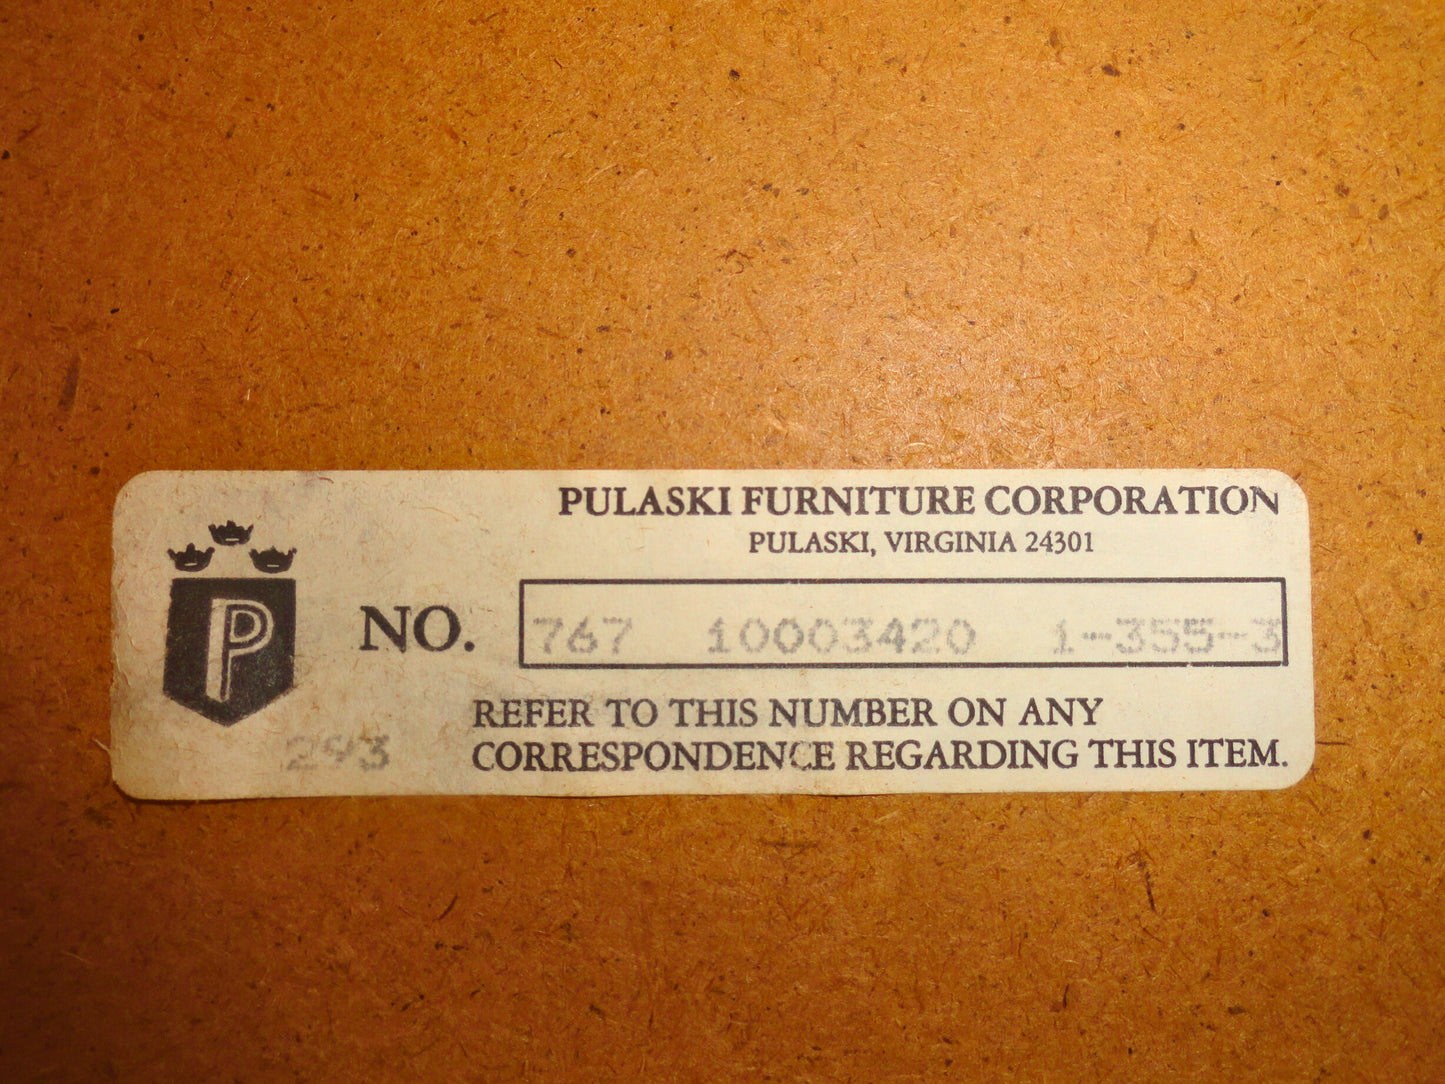 PULASKI FURNITURE CORPORATION
PULASKI, VIRGINIA 24301
P
NO. 767 10003420 1-355-3
REFER TO THIS NUMBER ON ANY
CORRESPONDENCE REGARDING THIS ITEM.
293